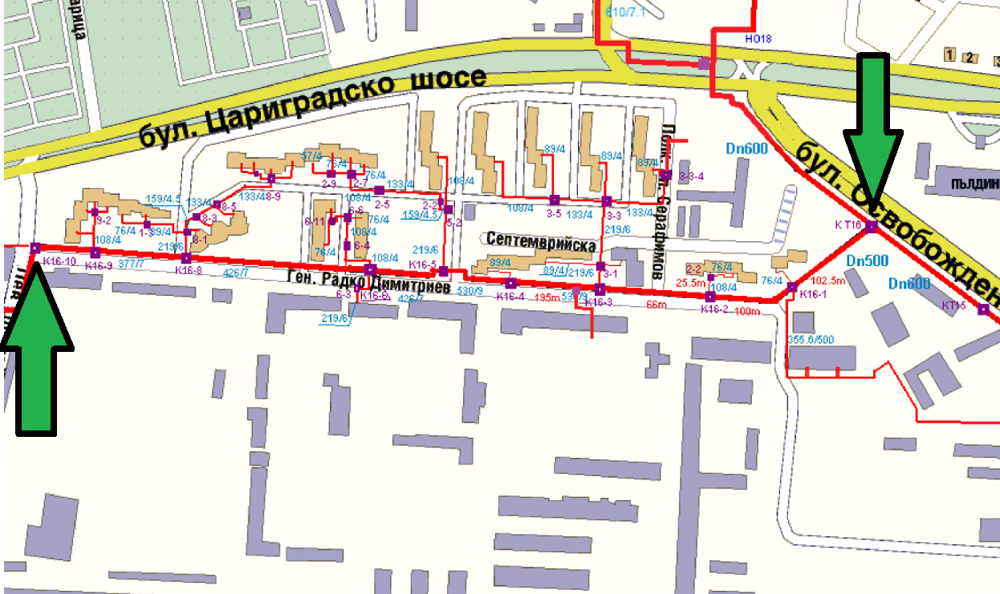 610/7.1
арица
НО18
1
2
бул. Цариградско шосе
бул. Освобожден
Dn600
пълдин
КТ16
Dn500
Dn600
КТ15
57/4
76/4
2-9
2-7
76/4
133/4
2-5
108/4
108/4
2-2
159/4.5
5-2
89/4
89/4
89/4
3-3-4
3-5
108/4
133/4
3-3
133/4
159/4.5
133/4
133/4
8-9
8-5
8-3
8-1
9-2
76/4
1-3
89/4
108/4
219/6
6-6
6-11
76/4
108/4
6-4
76/4
108/4
219/6
219/6
Септемврийска
89/4
89/4
219/6
3-1
2-2
76/4
76/4
102.5m
25.5m
108/4
К16-10
К16-9
377/7
К16-8
426/7
Ген. Радко Димитриев
К16-5
6-3
К16-6
219/6
426/7
530/9
К16-4
195m
К16-3
66m
К16-2
100m
К16-1
355.6/500